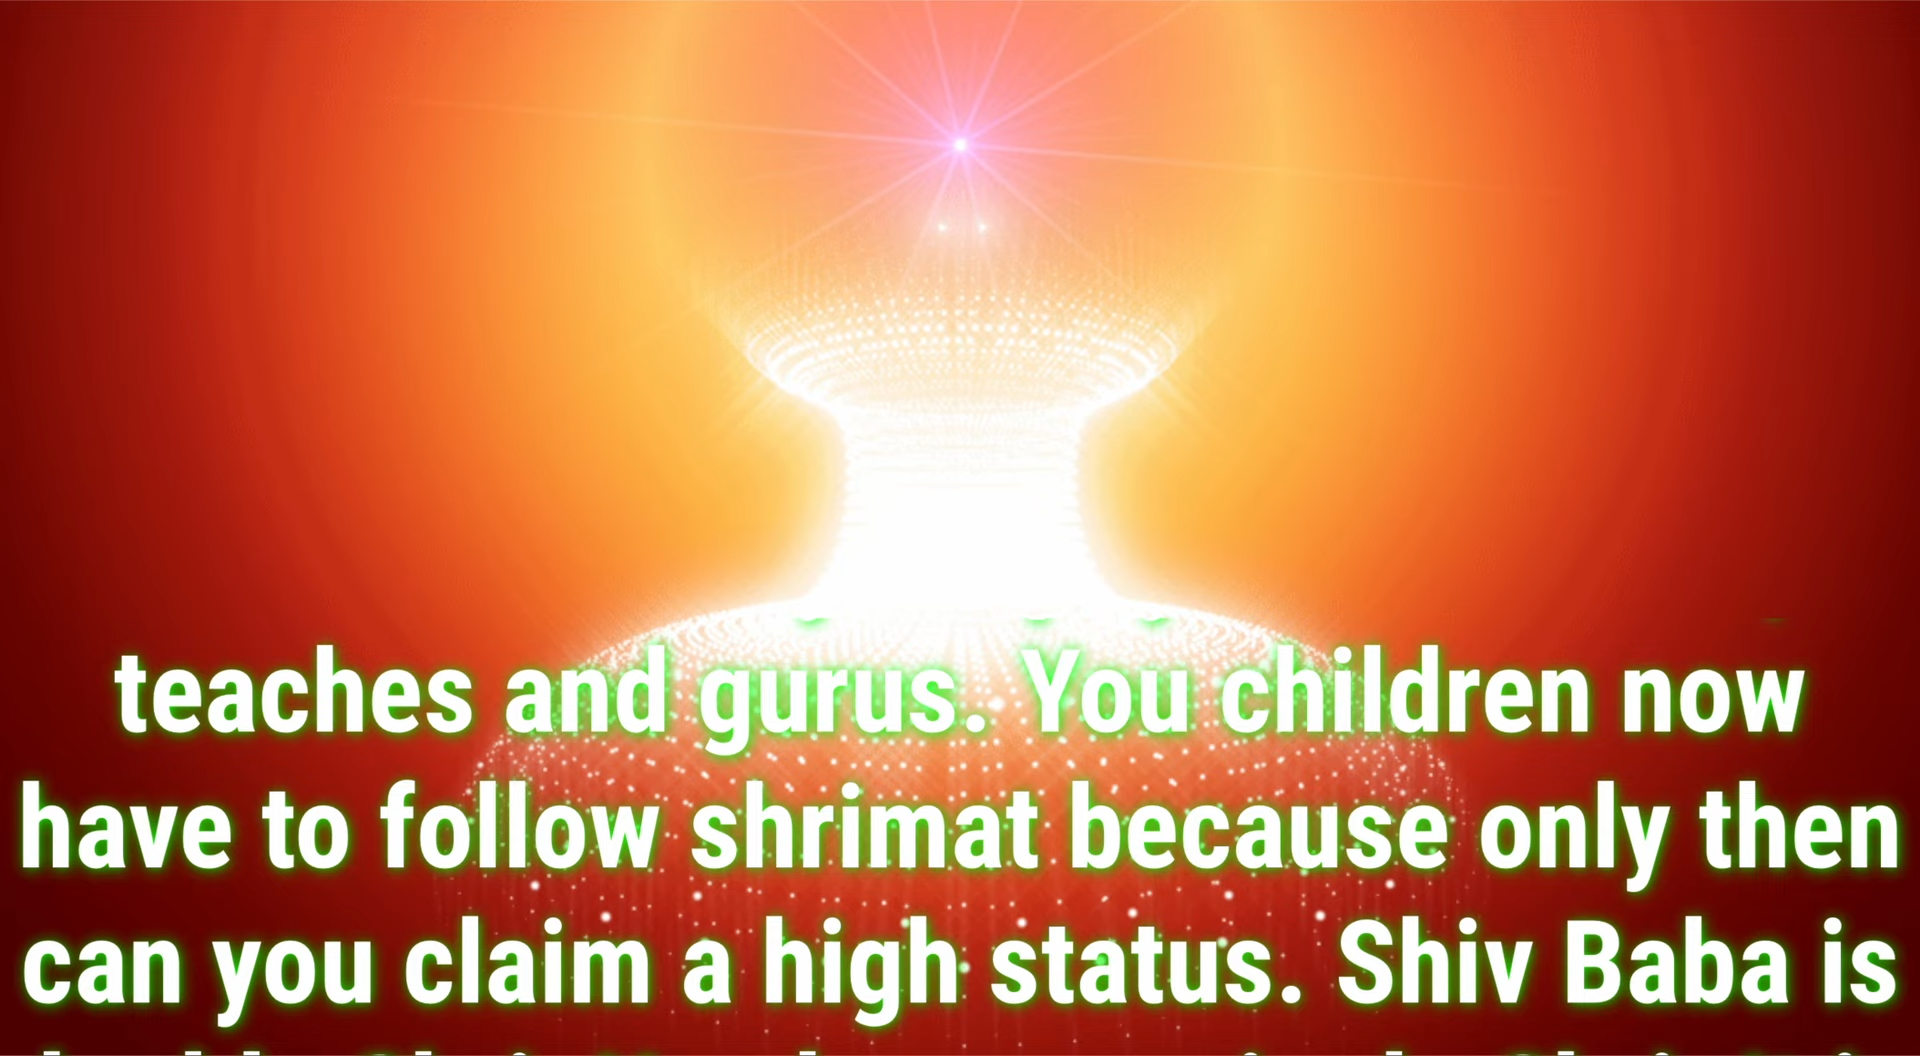 teaches and gurus. You children now
have to follow shrimat because only then
can you claim a high status. Shiv Baba is